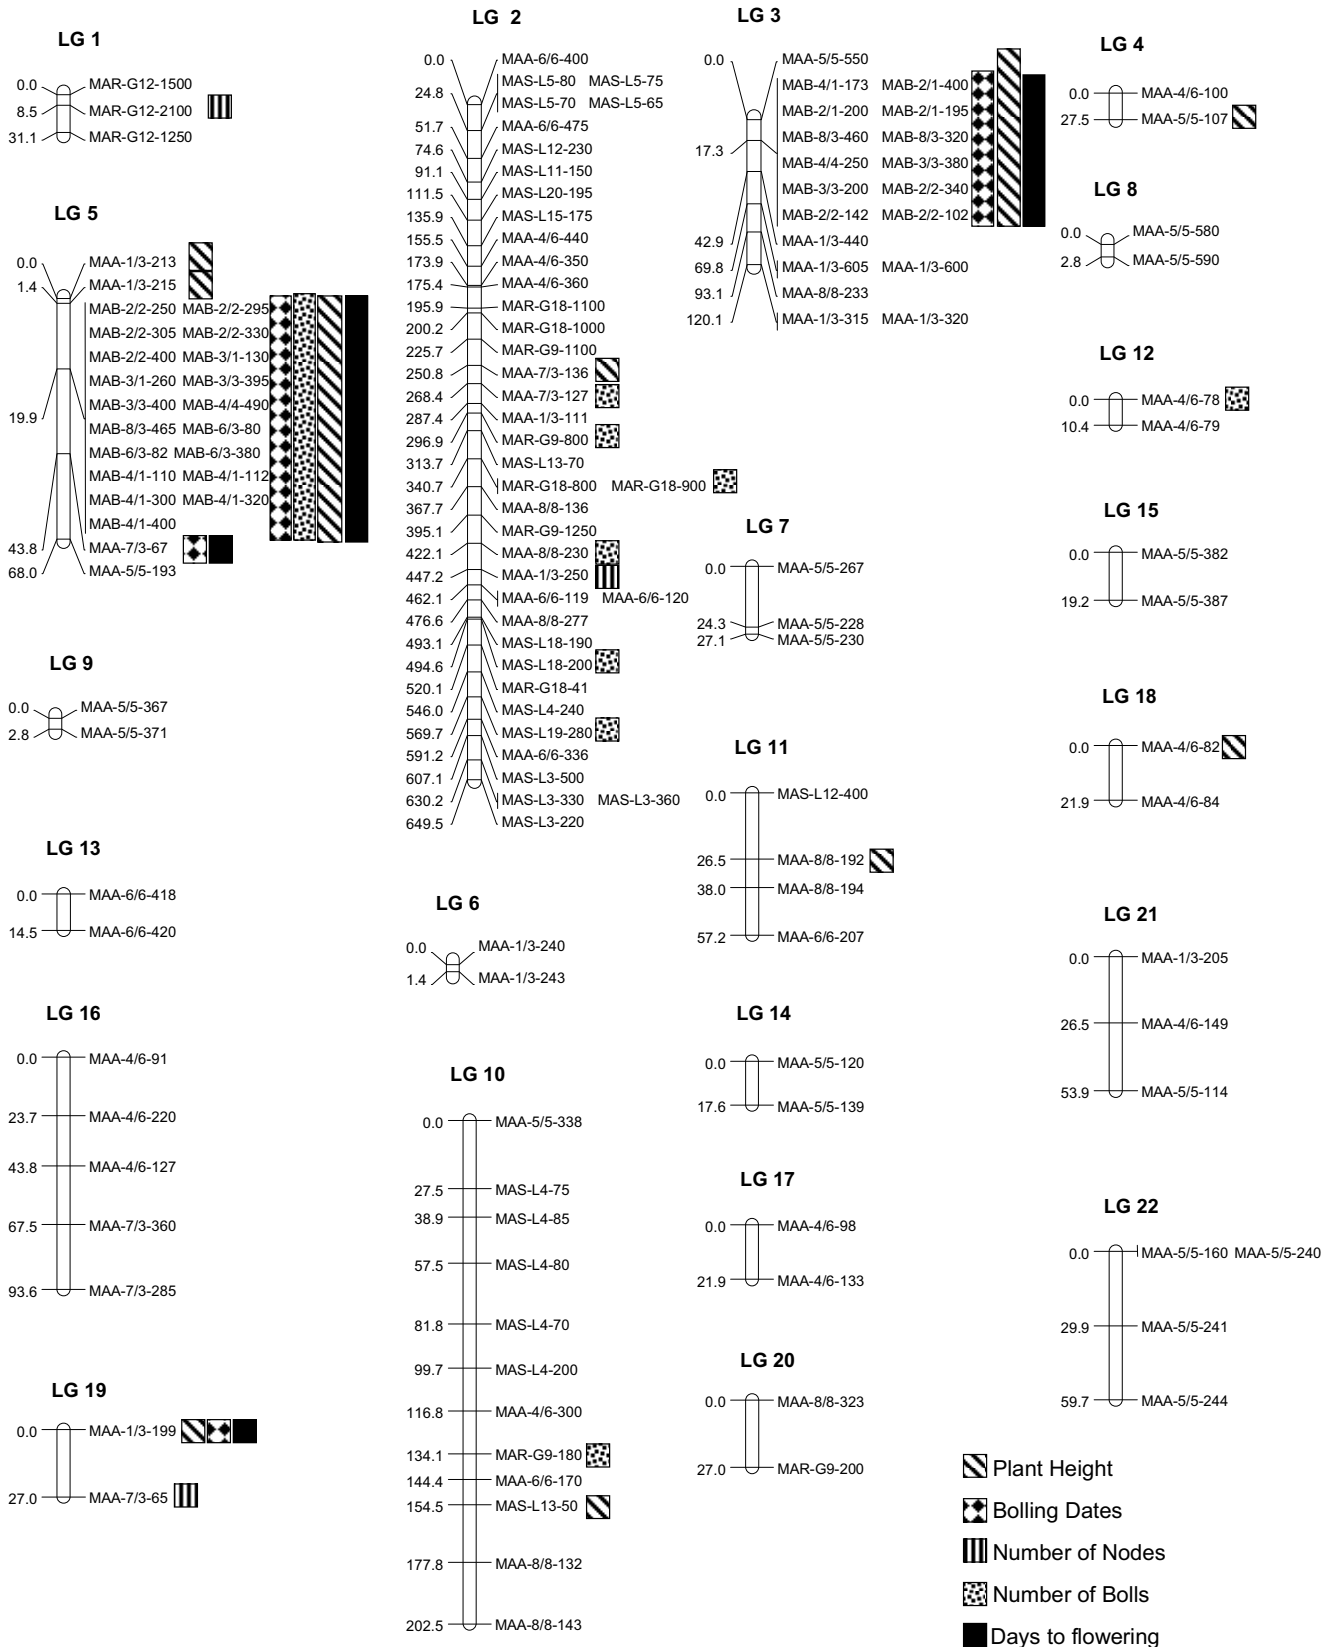 LG 1
0.0 MAR-G12-1500
8.5 MAR-G12-2100
31.1 MAR-G12-1250
LG 5
0.0 MAA-1/3-213
1.4 MAA-1/3-215
MAB-2/2-250 MAB-2/2-295
MAB-2/2-305 MAB-2/2-330
MAB-2/2-400 MAB-3/1-130
MAB-3/1-260 MAB-3/3-395
19.9 MAB-3/3-400 MAB-4/4-490
MAB-8/3-465 MAB-6/3-80
MAB-6/3-82 MAB-6/3-380
MAB-4/1-110 MAB-4/1-112
MAB-4/1-300 MAB-4/1-320
MAB-4/1-400
43.8 MAA-7/3-67
68.0 MAA-5/5-193
LG 9
0.0 MAA-5/5-367
2.8 MAA-5/5-371
LG 13
0.0 MAA-6/6-418
14.5 MAA-6/6-420
LG 16
0.0 MAA-4/6-91
23.7 MAA-4/6-220
43.8 MAA-4/6-127
67.5 MAA-7/3-360
93.6 MAA-7/3-285
LG 19
0.0 MAA-1/3-199
27.0 MAA-7/3-65
LG 2
0.0 MAA-6/6-400
MAS-L5-80 MAS-L5-75
24.8 MAS-L5-70 MAS-L5-65
51.7 MAA-6/6-475
74.6 MAS-L12-230
91.1 MAS-L11-150
111.5 MAS-L20-195
135.9 MAS-L15-175
155.5 MAA-4/6-440
173.9 MAA-4/6-350
175.4 MAA-4/6-360
195.9 MAR-G18-1100
200.2 MAR-G18-1000
225.7 MAR-G9-1100
250.8 MAA-7/3-136
268.4 MAA-7/3-127
287.4 MAA-1/3-111
296.9 MAR-G9-800
313.7 MAS-L13-70
340.7 MAR-G18-800 MAR-G18-900
367.7 MAA-8/8-136
395.1 MAR-G9-1250
422.1 MAA-8/8-230
447.2 MAA-1/3-250
462.1 MAA-6/6-119 MAA-6/6-120
476.6 MAA-8/8-277
493.1 MAS-L18-190
494.6 MAS-L18-200
520.1 MAR-G18-41
546.0 MAS-L4-240
569.7 MAS-L19-280
591.2 MAA-6/6-336
607.1 MAS-L3-500
630.2 MAS-L3-330 MAS-L3-360
649.5 MAS-L3-220
LG 6
0.0 MAA-1/3-240
1.4 MAA-1/3-243
LG 10
0.0 MAA-5/5-338
27.5 MAS-L4-75
38.9 MAS-L4-85
57.5 MAS-L4-80
81.8 MAS-L4-70
99.7 MAS-L4-200
116.8 MAA-4/6-300
134.1 MAR-G9-180
144.4 MAA-6/6-170
154.5 MAS-L13-50
177.8 MAA-8/8-132
202.5 MAA-8/8-143
LG 3
0.0 MAA-5/5-550
MAB-4/1-173 MAB-2/1-400
MAB-2/1-200 MAB-2/1-195
MAB-8/3-460 MAB-8/3-320
17.3 MAB-4/4-250 MAB-3/3-380
MAB-3/3-200 MAB-2/2-340
MAB-2/2-142 MAB-2/2-102
42.9 MAA-1/3-440
69.8 MAA-1/3-605 MAA-1/3-600
93.1 MAA-8/8-233
120.1 MAA-1/3-315 MAA-1/3-320
LG 7
0.0 MAA-5/5-267
24.3 MAA-5/5-228
27.1 MAA-5/5-230
LG 11
0.0 MAS-L12-400
26.5 MAA-8/8-192
38.0 MAA-8/8-194
57.2 MAA-6/6-207
LG 14
0.0 MAA-5/5-120
17.6 MAA-5/5-139
LG 17
0.0 MAA-4/6-98
21.9 MAA-4/6-133
LG 20
0.0 MAA-8/8-323
27.0 MAR-G9-200
LG 4
0.0 MAA-4/6-100
27.5 MAA-5/5-107
LG 8
0.0 MAA-5/5-580
2.8 MAA-5/5-590
LG 12
0.0 MAA-4/6-78
10.4 MAA-4/6-79
LG 15
0.0 MAA-5/5-382
19.2 MAA-5/5-387
LG 18
0.0 MAA-4/6-82
21.9 MAA-4/6-84
LG 21
0.0 MAA-1/3-205
26.5 MAA-4/6-149
53.9 MAA-5/5-114
LG 22
0.0 MAA-5/5-160 MAA-5/5-240
29.9 MAA-5/5-241
59.7 MAA-5/5-244
Plant Height
Bolling Dates
Number of Nodes
Number of Bolls
Days to flowering